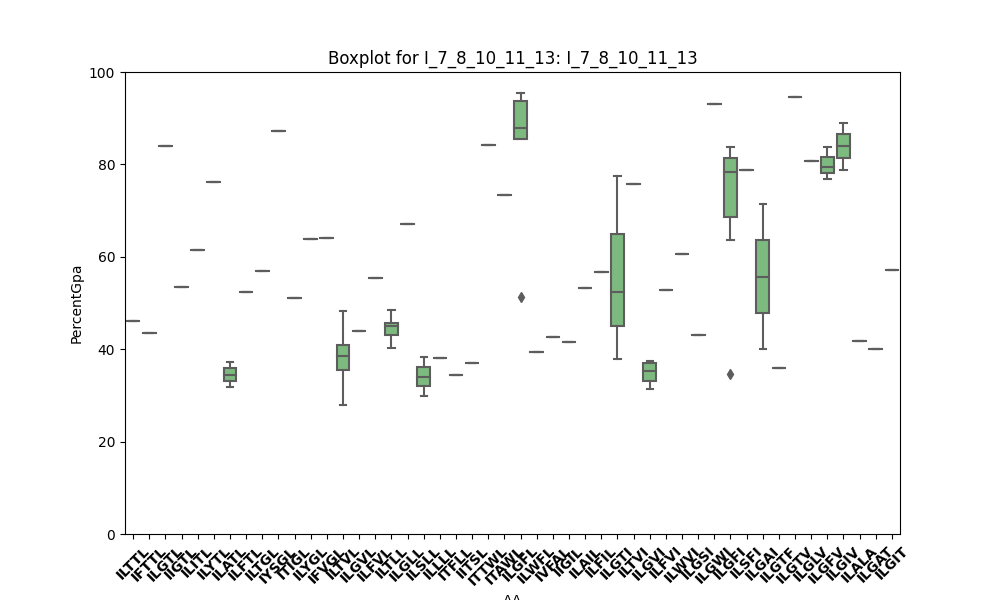 Boxplot for I_7_8_10_11_13: I_7_8_10_11_13
PercentGpa
100
80
60
40
20
0
ILTTL
IFTTL
ILGTL
IIGTL
ILITL
ILYTL
ILATL
ILFTL
ILTGL
IYSGL
ITIGL
ILYGL
IFVGL
ILTVL
ILGVL
ILFVL
ILTLL
ILGLL
ILSLL
ILLLL
ITFLL
IITSL
ITTWL
ITAWL
ILGFL
ILWFL
IVFAL
IIGIL
ILAIL
ILFIL
ILGTI
ILTVI
ILGVI
ILFVI
ILWVI
ILGSI
ILGWI
ILGFI
ILSFI
ILGAI
ILGTF
ILGTV
ILGLV
ILGFV
ILGIV
ILALA
ILGAT
ILGIT
AA